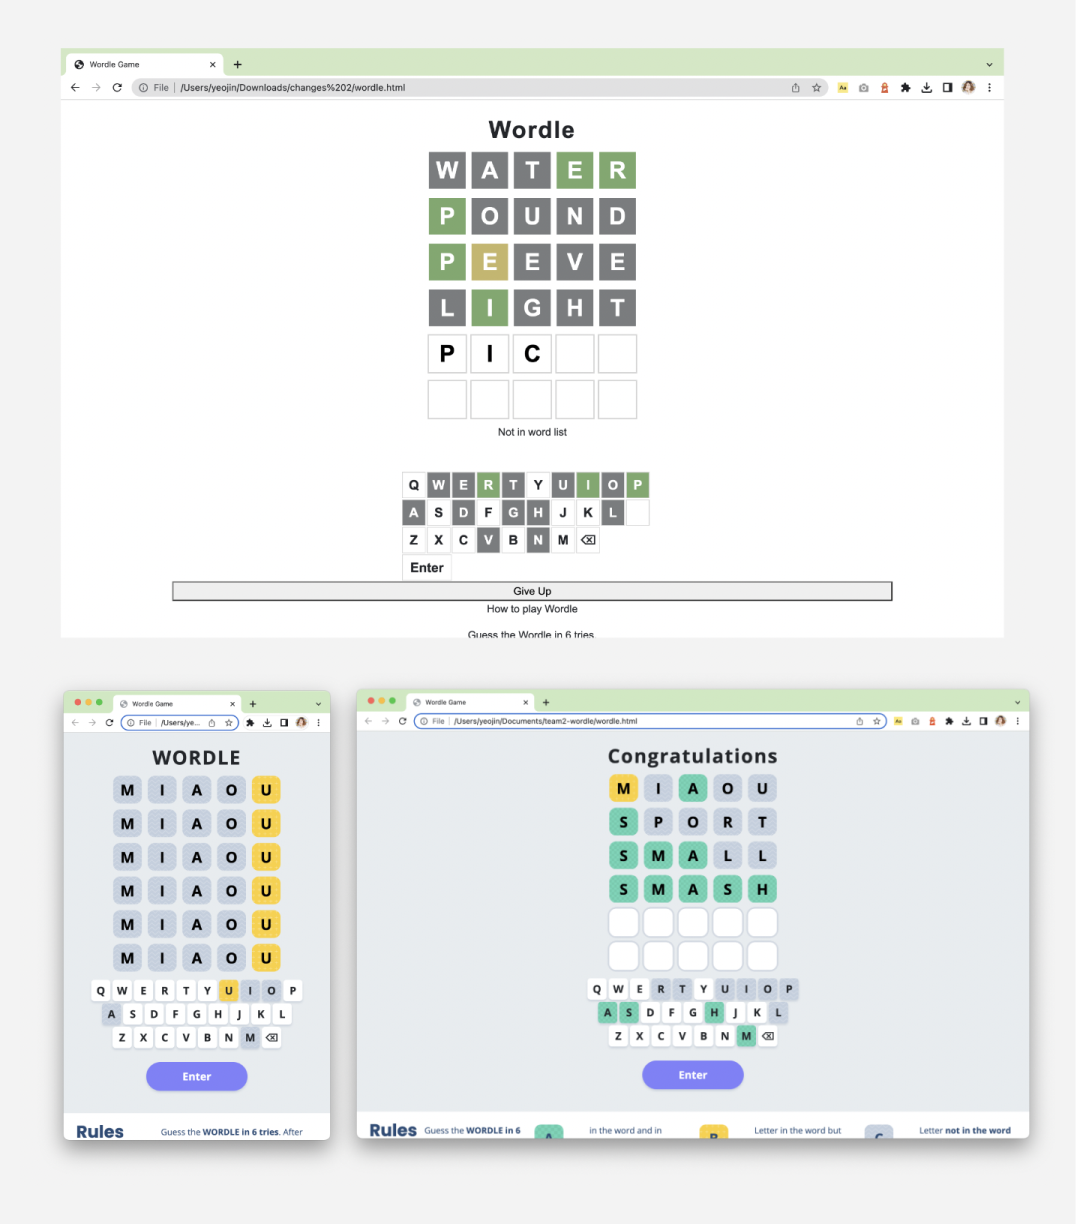 Wordle Game
File | /Users/yeojin/Downloads/changes%202/wordle.html
Wordle
W A T E R
P O U N D
P E E V E
L I G H T
P I C
Not in word list
Q W E R T Y U I O P
A S D F G H J K L
Z X C V B N M
Enter
Give Up
How to play Wordle
Guess the Wordle in 6 tries
Wordle Game
File | /Users/ye...
WORDLE
M I A O U
M I A O U
M I A O U
M I A O U
M I A O U
M I A O U
Q W E R T Y U I O P
A S D F G H J K L
Z X C V B N M
Enter
Rules Guess the WORDLE in 6 tries. After
Wordle Game
File | /Users/yeojin/Documents/team2-wordle/wordle.html
Congratulations
M I A O U
S P O R T
S M A L L
S M A S H
Q W E R T Y U I O P
A S D F G H J K L
Z X C V B N M
Enter
Rules Guess the WORDLE in 6 A in the word and in B Letter in the word but C Letter not in the word